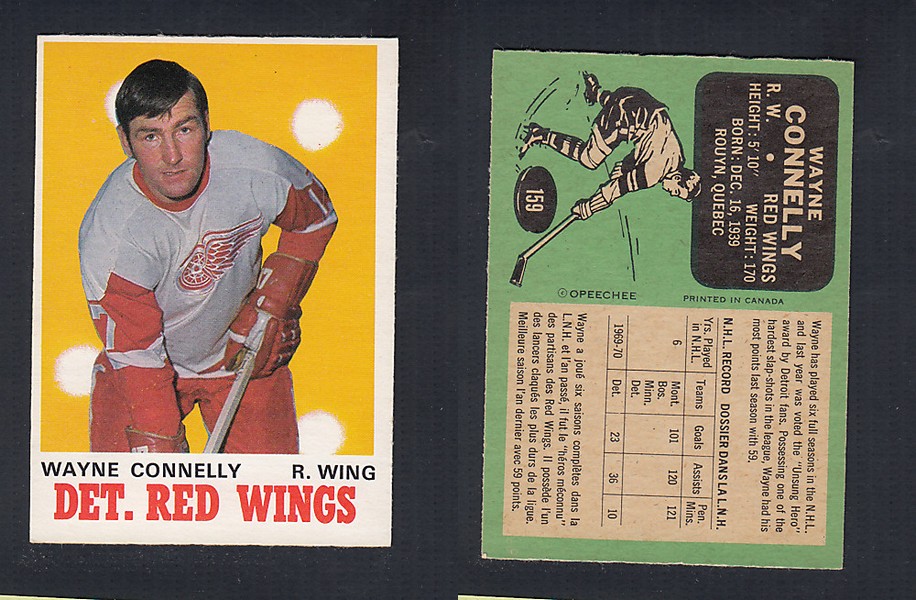 7
WAYNE CONNELLY R. WING
DET. RED WINGS
159
WAYNE
CONNELLY
R. W. • RED WINGS
HEIGHT: 5' 10" WEIGHT: 170
BORN: DEC. 16, 1939
ROUYN, QUEBEC
© OPEECHEE PRINTED IN CANADA
Wayne has played six full seasons in the N.H.L.
and last year was voted the "Unsung Hero"
award by Detroit fans. Possessing one of the
hardest slap-shots in the league, Wayne had his
most points last season with 59.
N.H.L. RECORD DOSSIER DANS LA L.N.H.
Yrs. Played in N.H.L. Teams Goals Assists Pen. Mins.
6 Mont. 101 120 121
Bos.
Minn.
Det.
1969-70 Det. 23 36 10
Wayne a joué six saisons complètes dans la
L.N.H. et l'an passé il fut le "héros méconnu"
des partisans des Red Wings. Il possède l'un
des lancers claqués les plus durs de la ligue.
Meilleure saison l'an dernier avec 59 points.